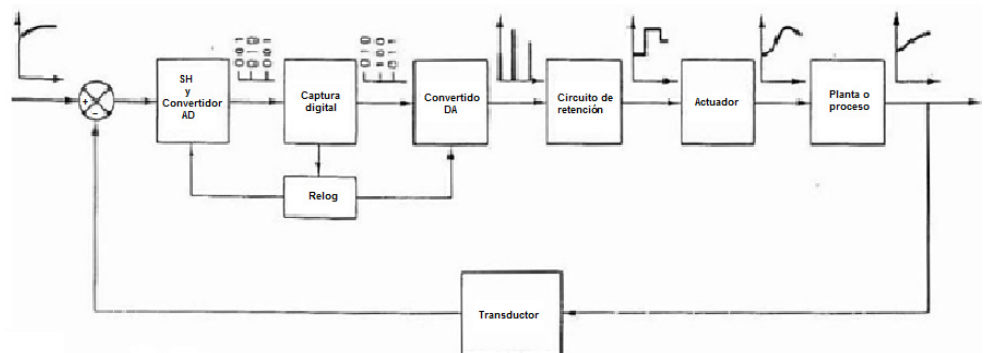 SH
y
Convertidor
AD
Captura
digital
Convertido
DA
Circuito de
retención
Actuador
Planta o
proceso
Relog
Transductor